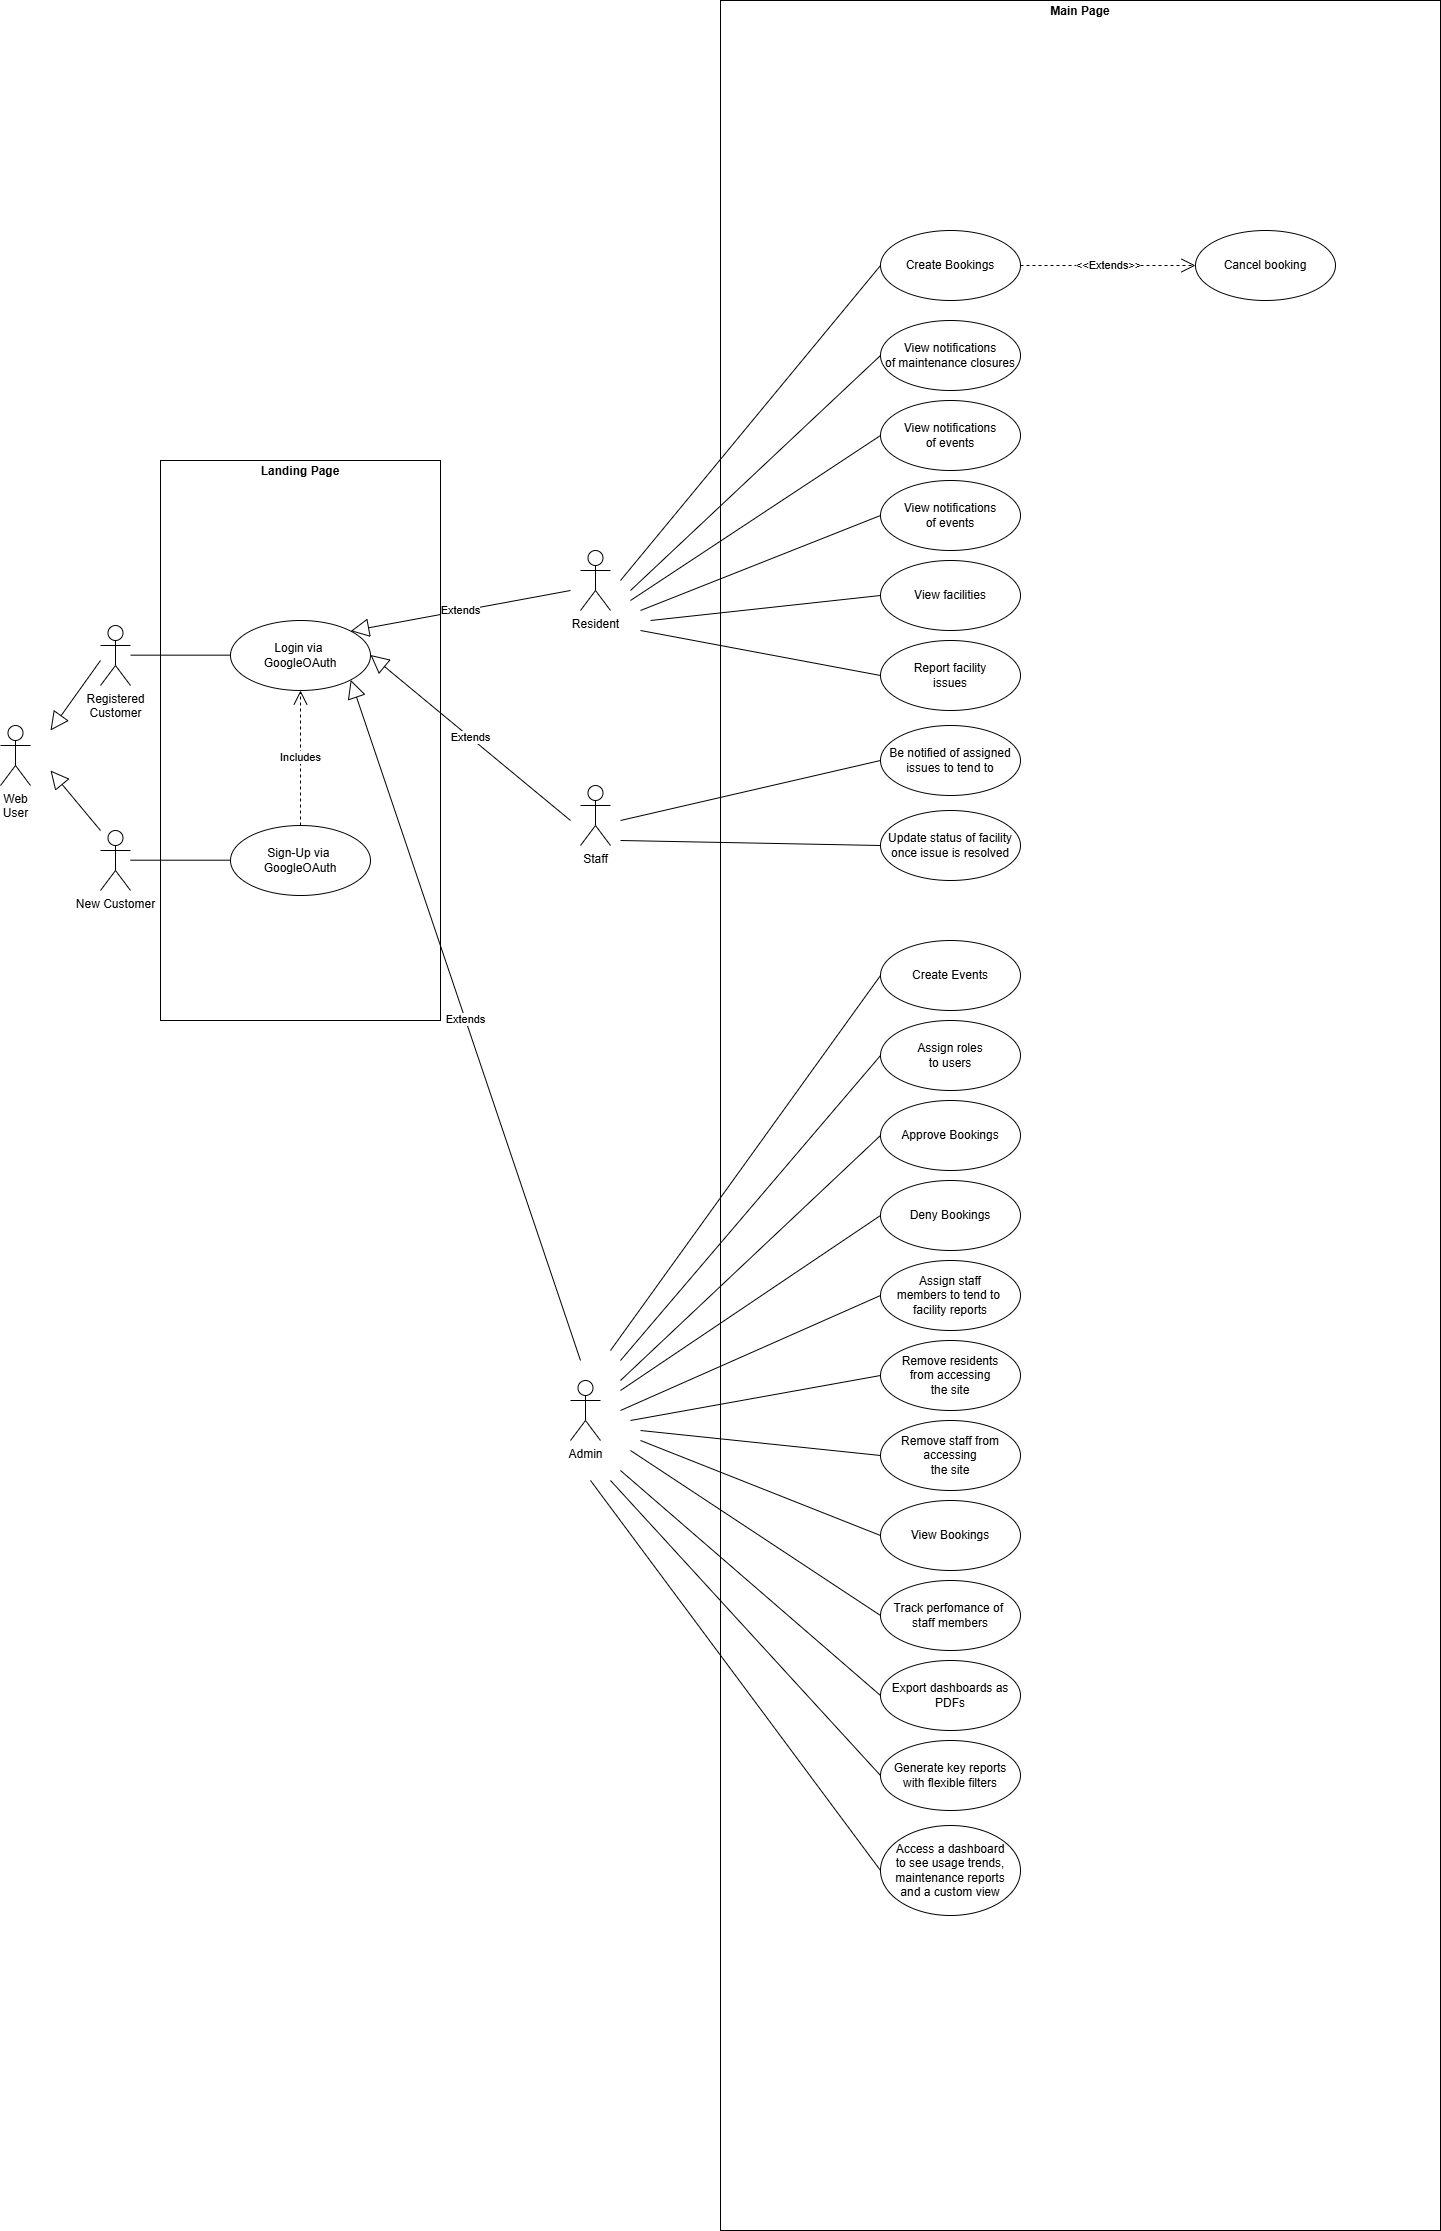 Main Page
Create Bookings
<<Extends>>
Cancel booking
View notifications
of maintenance closures
View notifications
of events
Landing Page
View notifications
of events
View facilities
Extends
Resident
Report facility
issues
Login via
GoogleOAuth
Registered
Customer
Extends
Be notified of assigned
issues to tend to
Includes
Web
User
Update status of facility
once issue is resolved
Staff
Sign-Up via
GoogleOAuth
New Customer
Create Events
Extends
Assign roles
to users
Approve Bookings
Deny Bookings
Assign staff
members to tend to
facility reports
Remove residents
from accessing
the site
Admin
Remove staff from
accessing
the site
View Bookings
Track perfomance of
staff members
Export dashboards as
PDFs
Generate key reports
with flexible filters
Access a dashboard
to see usage trends,
maintenance reports
and a custom view